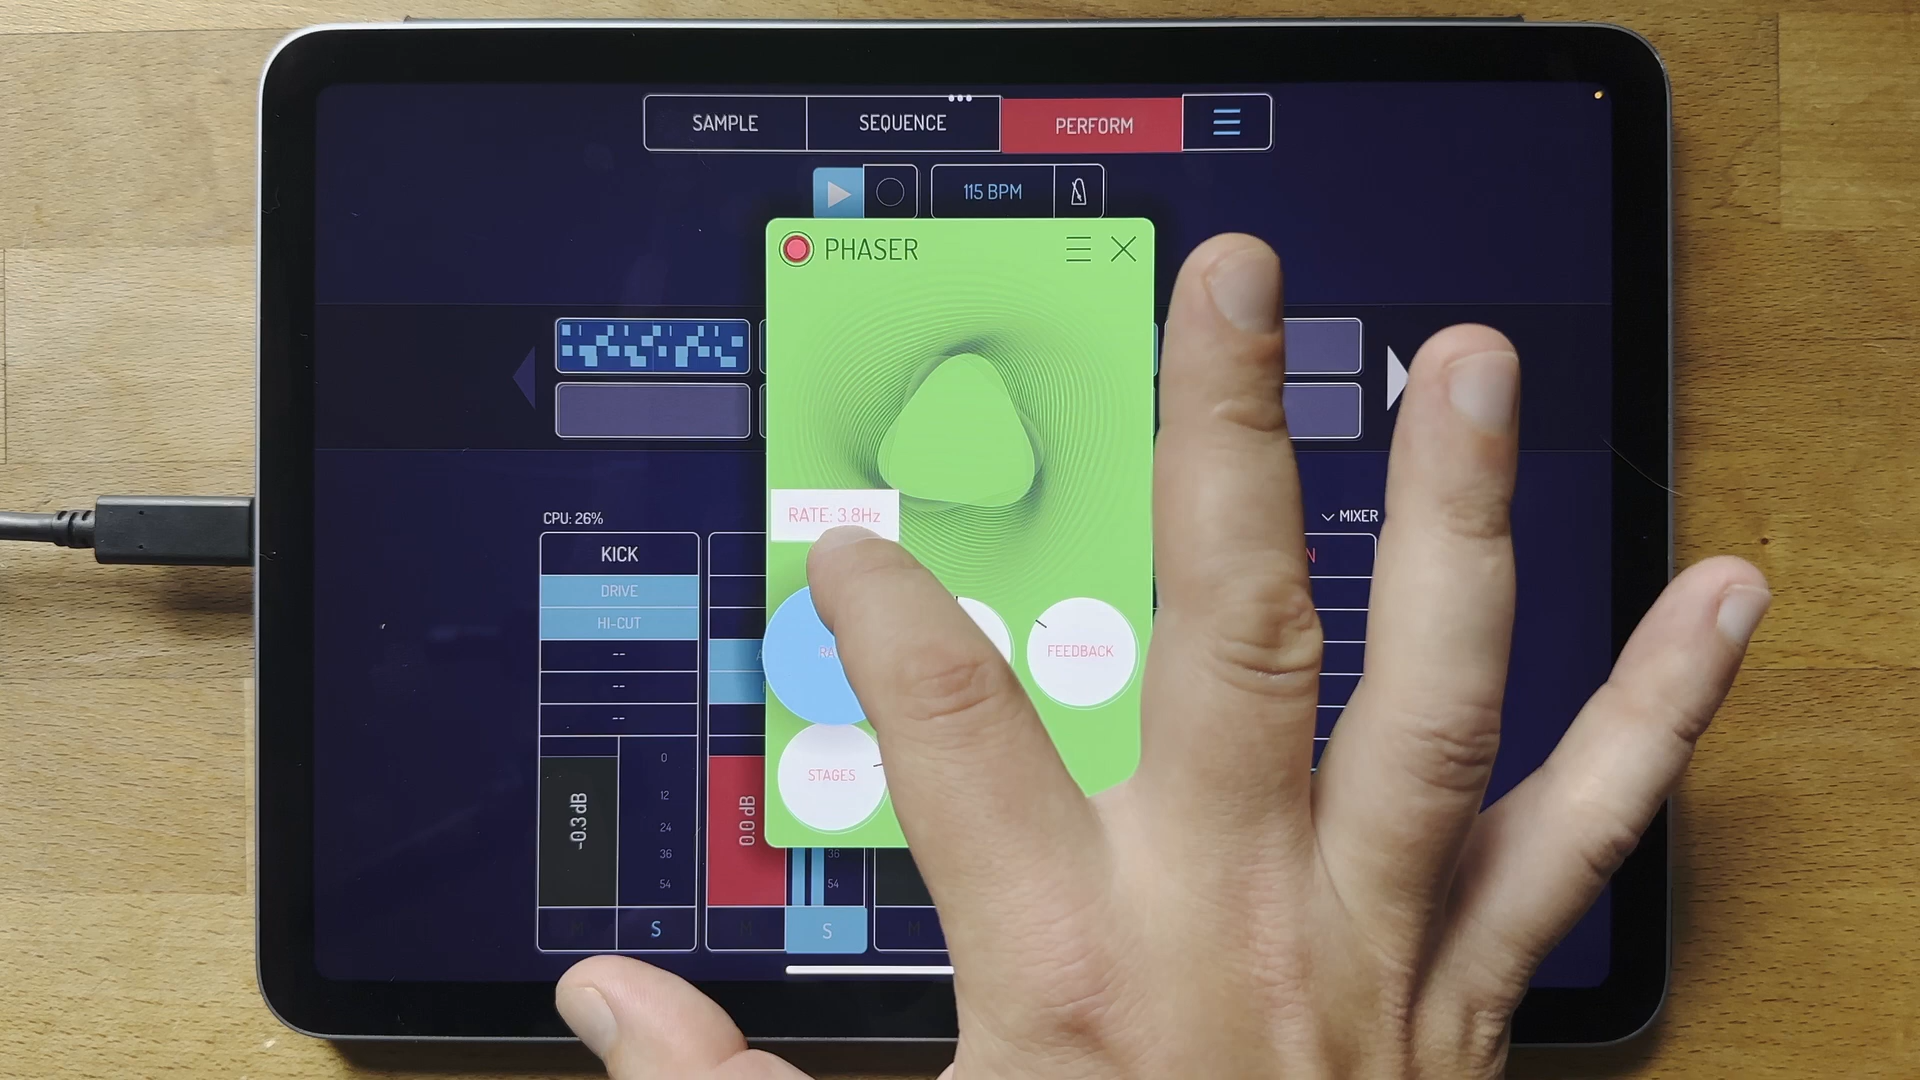 SAMPLE
SEQUENCE
PERFORM
115 BPM
PHASER
RATE: 3.8Hz
CPU: 26%
MIXER
KICK
DRIVE
HI-CUT
--
--
--
FEEDBACK
STAGES
0
12
24
36
54
-0.3 dB
0.0 dB
36
54
M
S
M
S
M